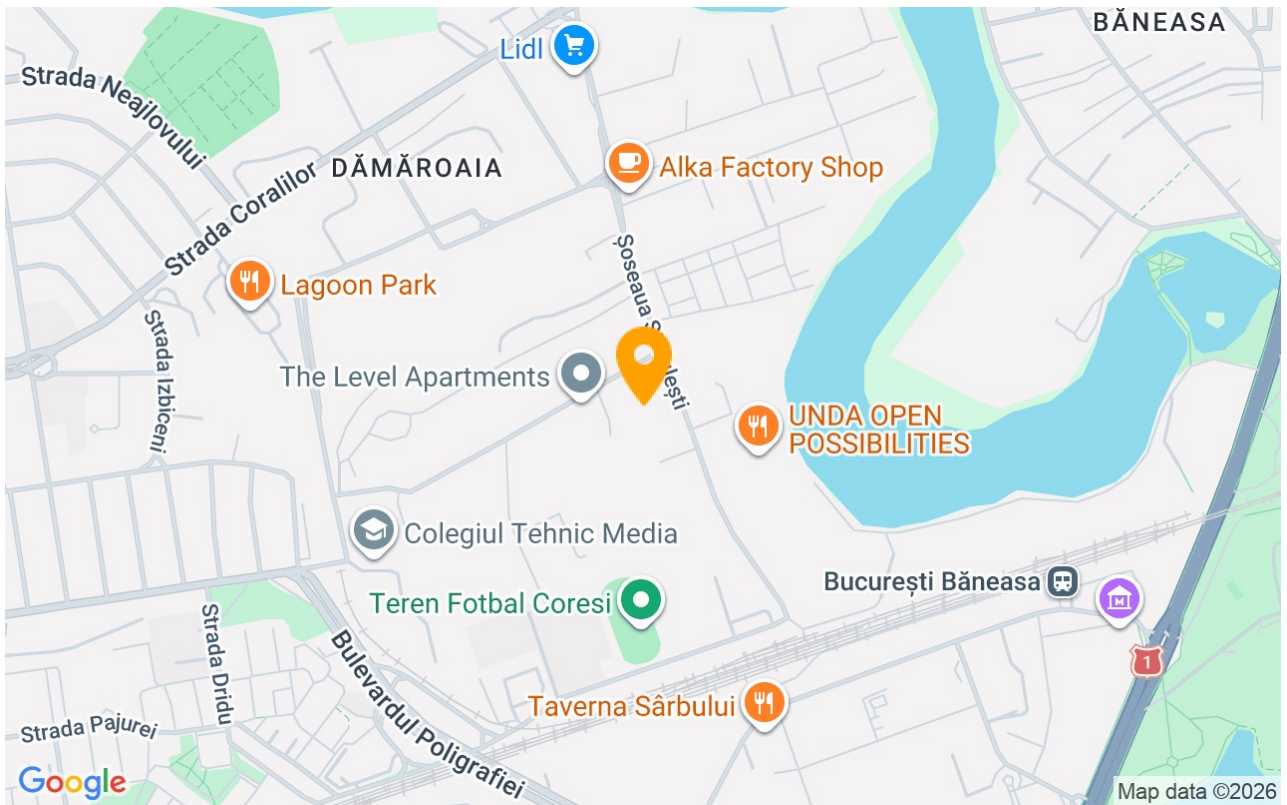 BĂNEASA
Lidl
Strada Neajlovului
DĂMĂROAIA
Alka Factory Shop
Strada Coralilor
Lagoon Park
Șoseaua
Strada Izbiceni
The Level Apartments
UNDA OPEN
POSSIBILITIES
Colegiul Tehnic Media
București Băneasa
Teren Fotbal Coresi
M
1
Strada Dridu
Bulevardul Poligrafiei
Taverna Sârbului
Strada Pajurei
Google
Map data ©2026